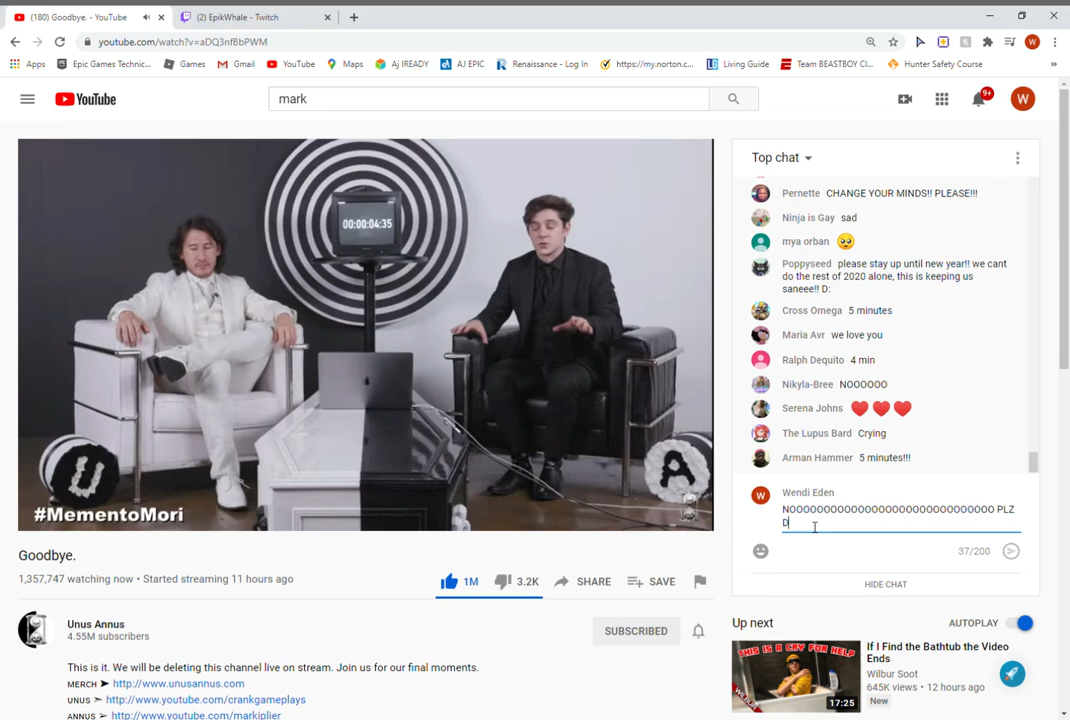 (180) Goodbye. - YouTube
(2) EpikWhale - Twitch
youtube.com/watch?v=aDQ3nfBbPWM
W
Apps
Epic Games Technic...
Games
Gmail
YouTube
Maps
Aj IREADY
AJ EPIC
Renaissance - Log In
https://my.norton.c...
Living Guide
Team BEASTBOY Cl...
Hunter Safety Course
»
YouTube
mark
9+
W
00:00:04:35
U
A
#MementoMori
Top chat
Pernette CHANGE YOUR MINDS!! PLEASE!!!
Ninja is Gay sad
mya orban 🥺
Poppyseed please stay up until new year!! we cant
do the rest of 2020 alone, this is keeping us
saneee!! D:
Cross Omega 5 minutes
Maria Avr we love you
Ralph Dequito 4 min
Nikyla-Bree NOOOOOO
Serena Johns ❤️❤️❤️
The Lupus Bard Crying
Arman Hammer 5 minutes!!!
W
Wendi Eden
NOOOOOOOOOOOOOOOOOOOOOOOOOOOOOO PLZ
D
37/200
HIDE CHAT
Goodbye.
1,357,747 watching now • Started streaming 11 hours ago
1M
3.2K
SHARE
SAVE
Unus Annus
4.55M subscribers
SUBSCRIBED
This is it. We will be deleting this channel live on stream. Join us for our final moments.
MERCH ➤ http://www.unusannus.com
UNUS ➣ http://www.youtube.com/crankgameplays
ANNUS ➣ http://www.youtube.com/markiplier
Up next
AUTOPLAY
THIS IS A CRY FOR HELP
17:25
If I Find the Bathtub the Video
Ends
Wilbur Soot
645K views • 12 hours ago
New